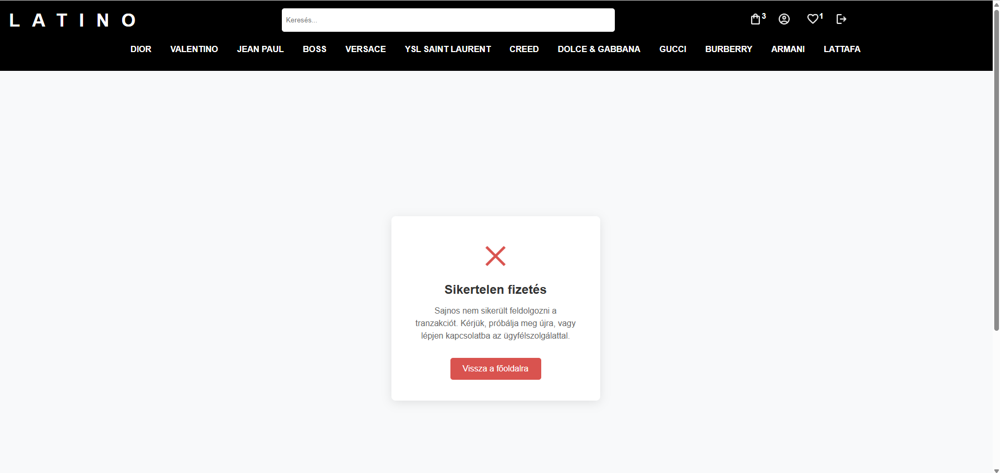 LATINO
Keresés...
3
1
DIOR VALENTINO JEAN PAUL BOSS VERSACE YSL SAINT LAURENT CREED DOLCE & GABBANA GUCCI BURBERRY ARMANI LATTAFA
Sikertelen fizetés
Sajnos nem sikerült feldolgozni a
tranzakciót. Kérjük, próbálja meg újra, vagy
lépjen kapcsolatba az ügyfélszolgálattal.
Vissza a főoldalra